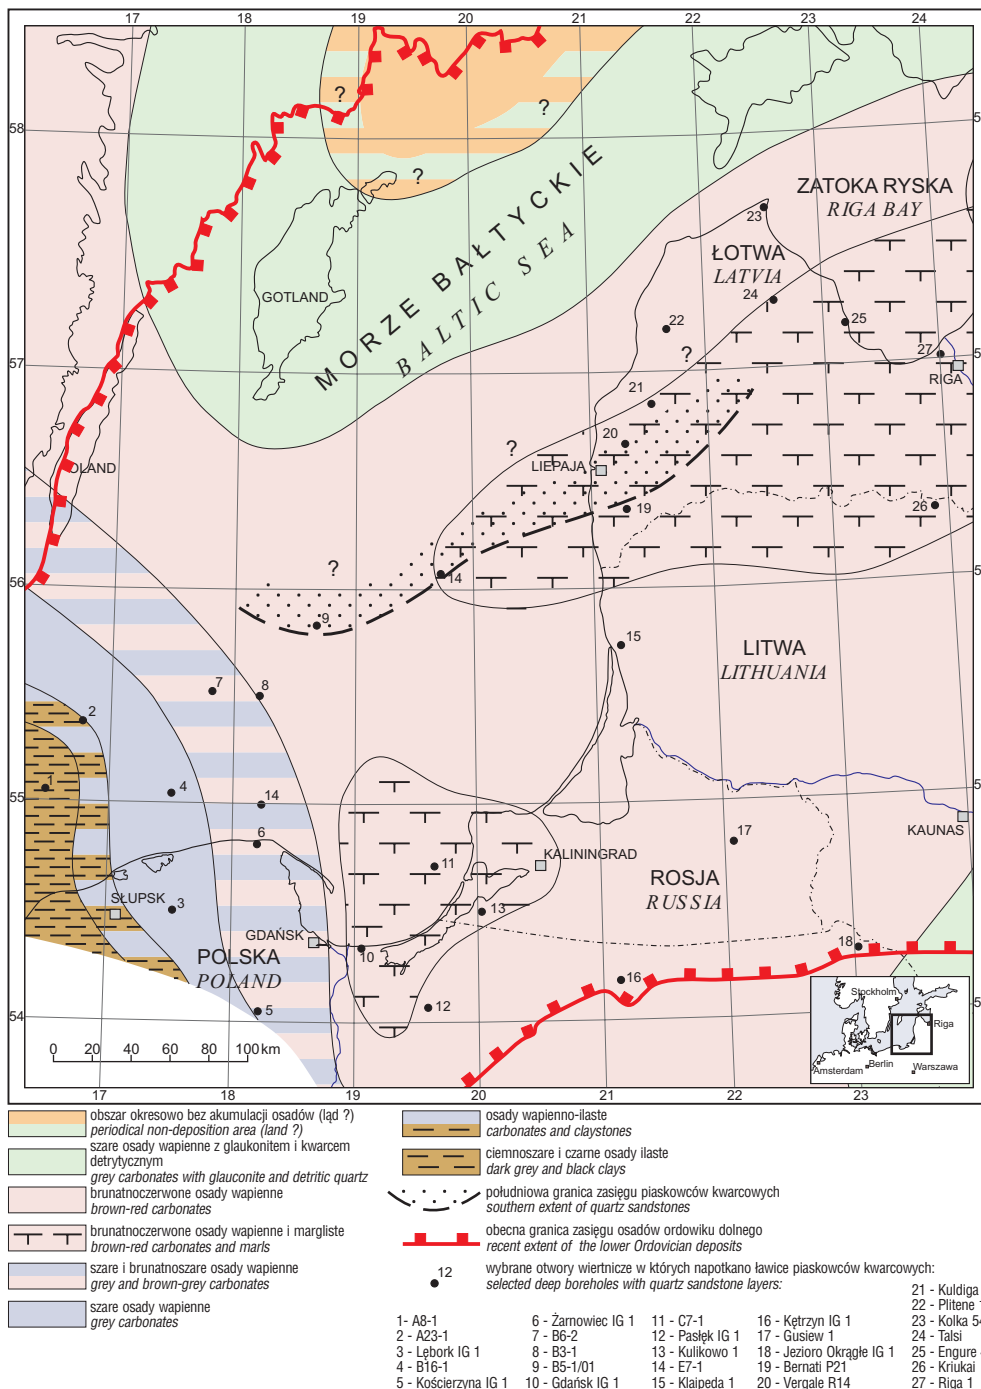 17 18 19 20 21 22 23 24
58
57
56
55
54
?
?
?
?
?
?
ZATOKA RYSKA
RIGA BAY
ŁOTWA
LATVIA
MORZE BAŁTYCKIE
BALTIC SEA
GOTLAND
OLAND
LIEPAJA
RIGA
LITWA
LITHUANIA
KAUNAS
KALININGRAD
ROSJA
RUSSIA
SŁUPSK
GDAŃSK
POLSKA
POLAND
23
24
25
22
27
21
20
19
26
14
9
15
7
8
2
1
4
14
6
17
11
3
13
10
18
16
12
5
0 20 40 60 80 100 km
Stockholm
Riga
Amsterdam
Berlin
Warszawa
17 18 19 20 21 22 23
obszar okresowo bez akumulacji osadów (ląd ?)
periodical non-deposition area (land ?)
szare osady wapienne z glaukonitem i kwarcem
detrytycznym
grey carbonates with glauconite and detritic quartz
brunatnoczerwone osady wapienne
brown-red carbonates
brunatnoczerwone osady wapienne i margliste
brown-red carbonates and marls
szare i brunatnoszare osady wapienne
grey and brown-grey carbonates
szare osady wapienne
grey carbonates
osady wapienno-ilaste
carbonates and claystones
ciemnoszare i czarne osady ilaste
dark grey and black clays
południowa granica zasięgu piaskowców kwarcowych
southern extent of quartz sandstones
obecna granica zasięgu osadów ordowiku dolnego
recent extent of the lower Ordovician deposits
12
wybrane otwory wiertnicze w których napotkano ławice piaskowców kwarcowych:
selected deep boreholes with quartz sandstone layers:
1- A8-1
2 - A23-1
3 - Lębork IG 1
4 - B16-1
5 - Kościerzyna IG 1
6 - Żarnowiec IG 1
7 - B6-2
8 - B3-1
9 - B5-1/01
10 - Gdańsk IG 1
11 - C7-1
12 - Pasłęk IG 1
13 - Kulikowo 1
14 - E7-1
15 - Klaipeda 1
16 - Kętrzyn IG 1
17 - Gusiew 1
18 - Jezioro Okrągłe IG 1
19 - Bernati P21
20 - Vergale R14
21 - Kuldiga
22 - Plitene
23 - Kolka 54
24 - Talsi
25 - Engure
26 - Kriukai
27 - Riga 1